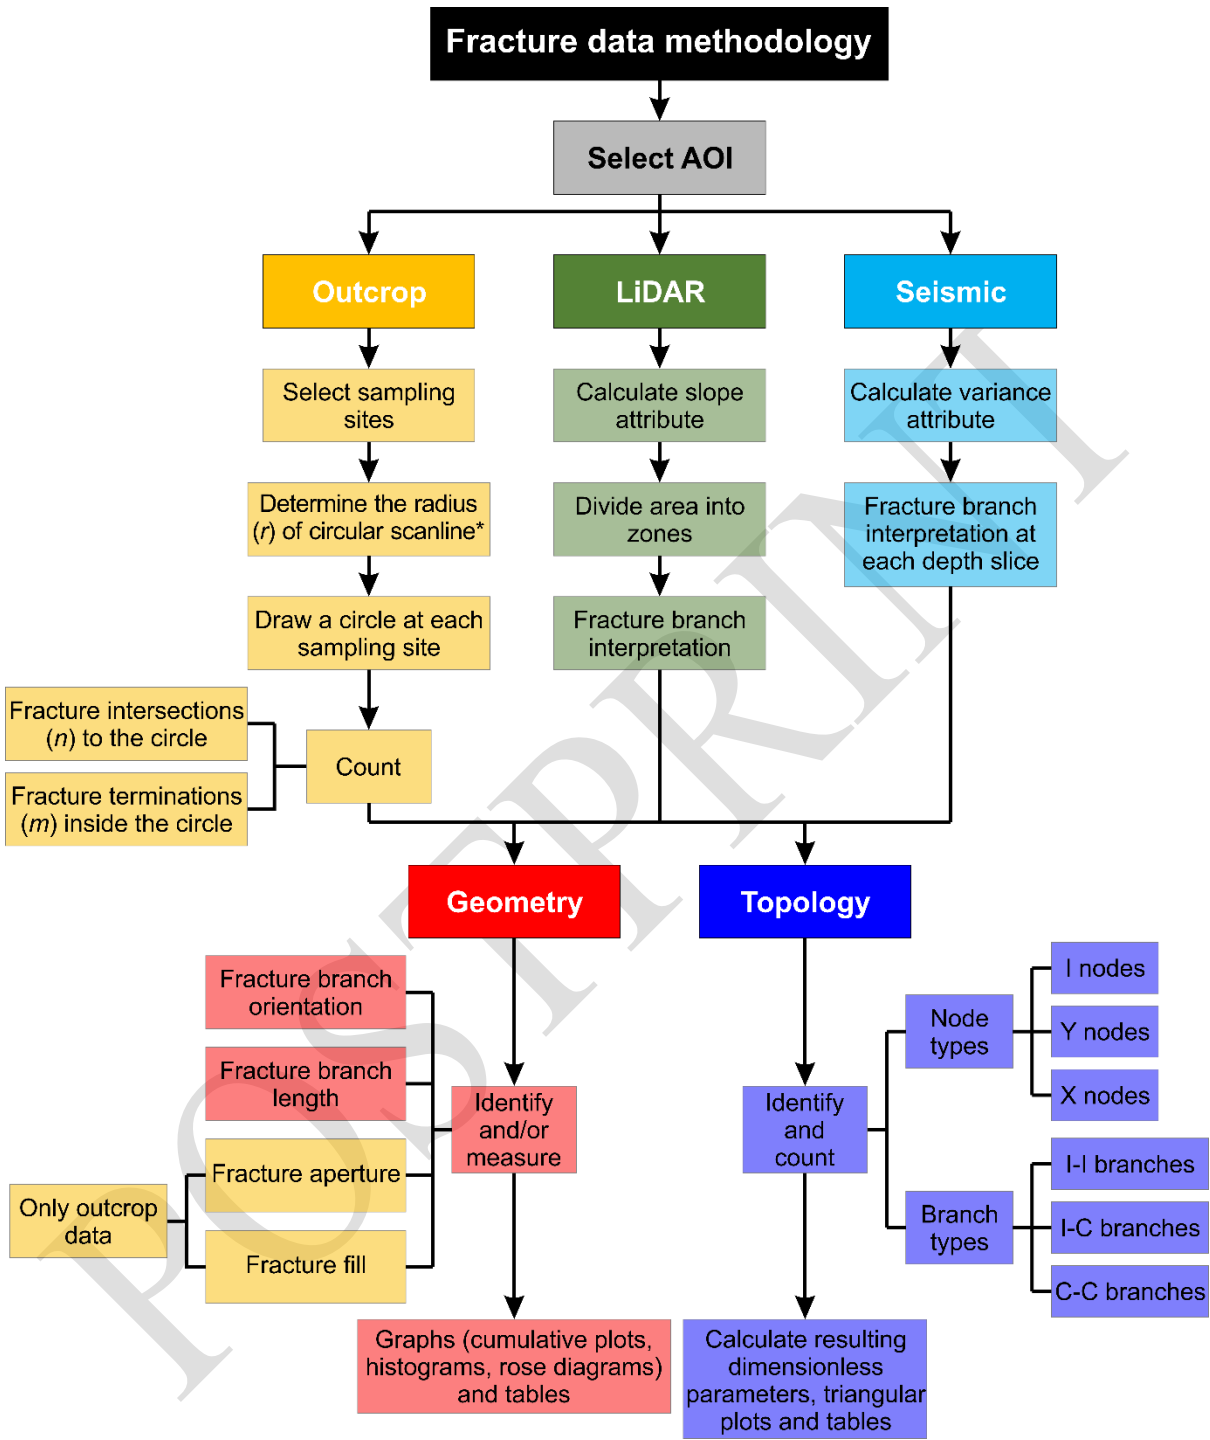 Fracture data methodology
Select AOI
Outcrop
LiDAR
Seismic
Select sampling
sites
Calculate slope
attribute
Calculate variance
attribute
Determine the radius
(r) of circular scanline*
Divide area into
zones
Fracture branch
interpretation at
each depth slice
Draw a circle at each
sampling site
Fracture branch
interpretation
Fracture intersections
(n) to the circle
Count
Fracture terminations
(m) inside the circle
Geometry
Topology
Fracture branch
orientation
Fracture branch
length
Fracture aperture
Fracture fill
Only outcrop
data
Identify
and/or
measure
Identify
and
count
Node
types
I nodes
Y nodes
X nodes
Branch
types
I-I branches
I-C branches
C-C branches
Graphs (cumulative plots,
histograms, rose diagrams)
and tables
Calculate resulting
dimensionless
parameters, triangular
plots and tables
POSTPRINT